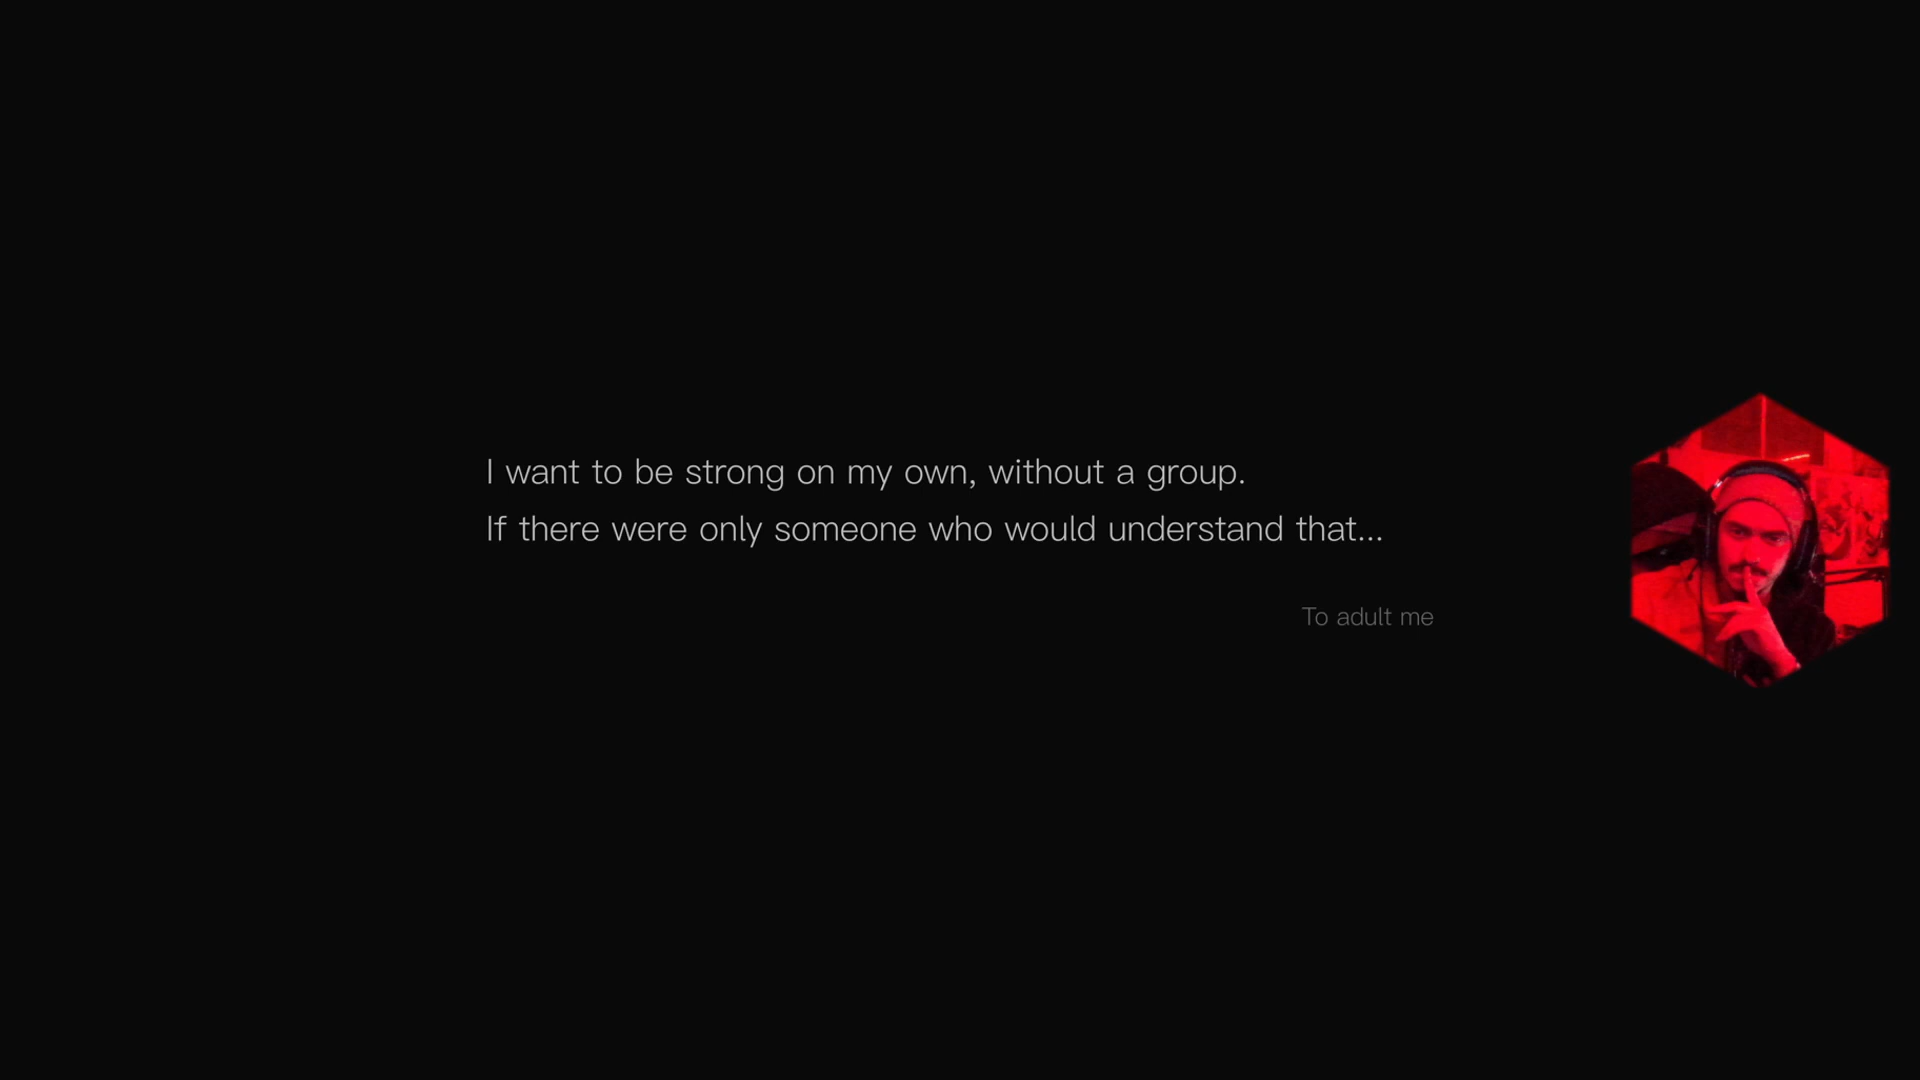 I want to be strong on my own, without a group.
If there were only someone who would understand that...
To adult me